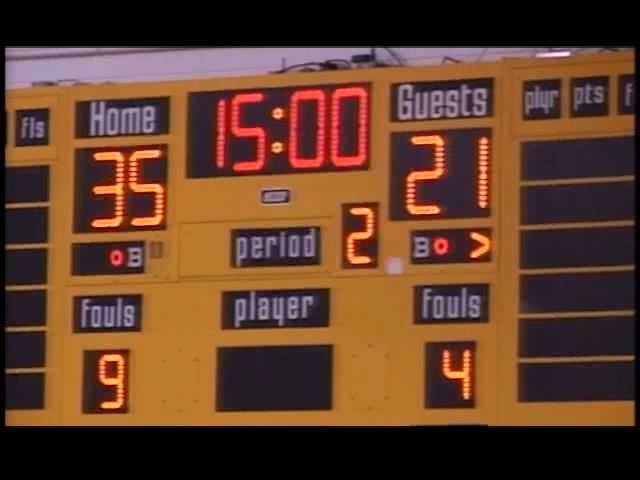 fls Home 15:00 Guests plyr pts f
35 21
period 2
B B >
fouls player fouls
9 4